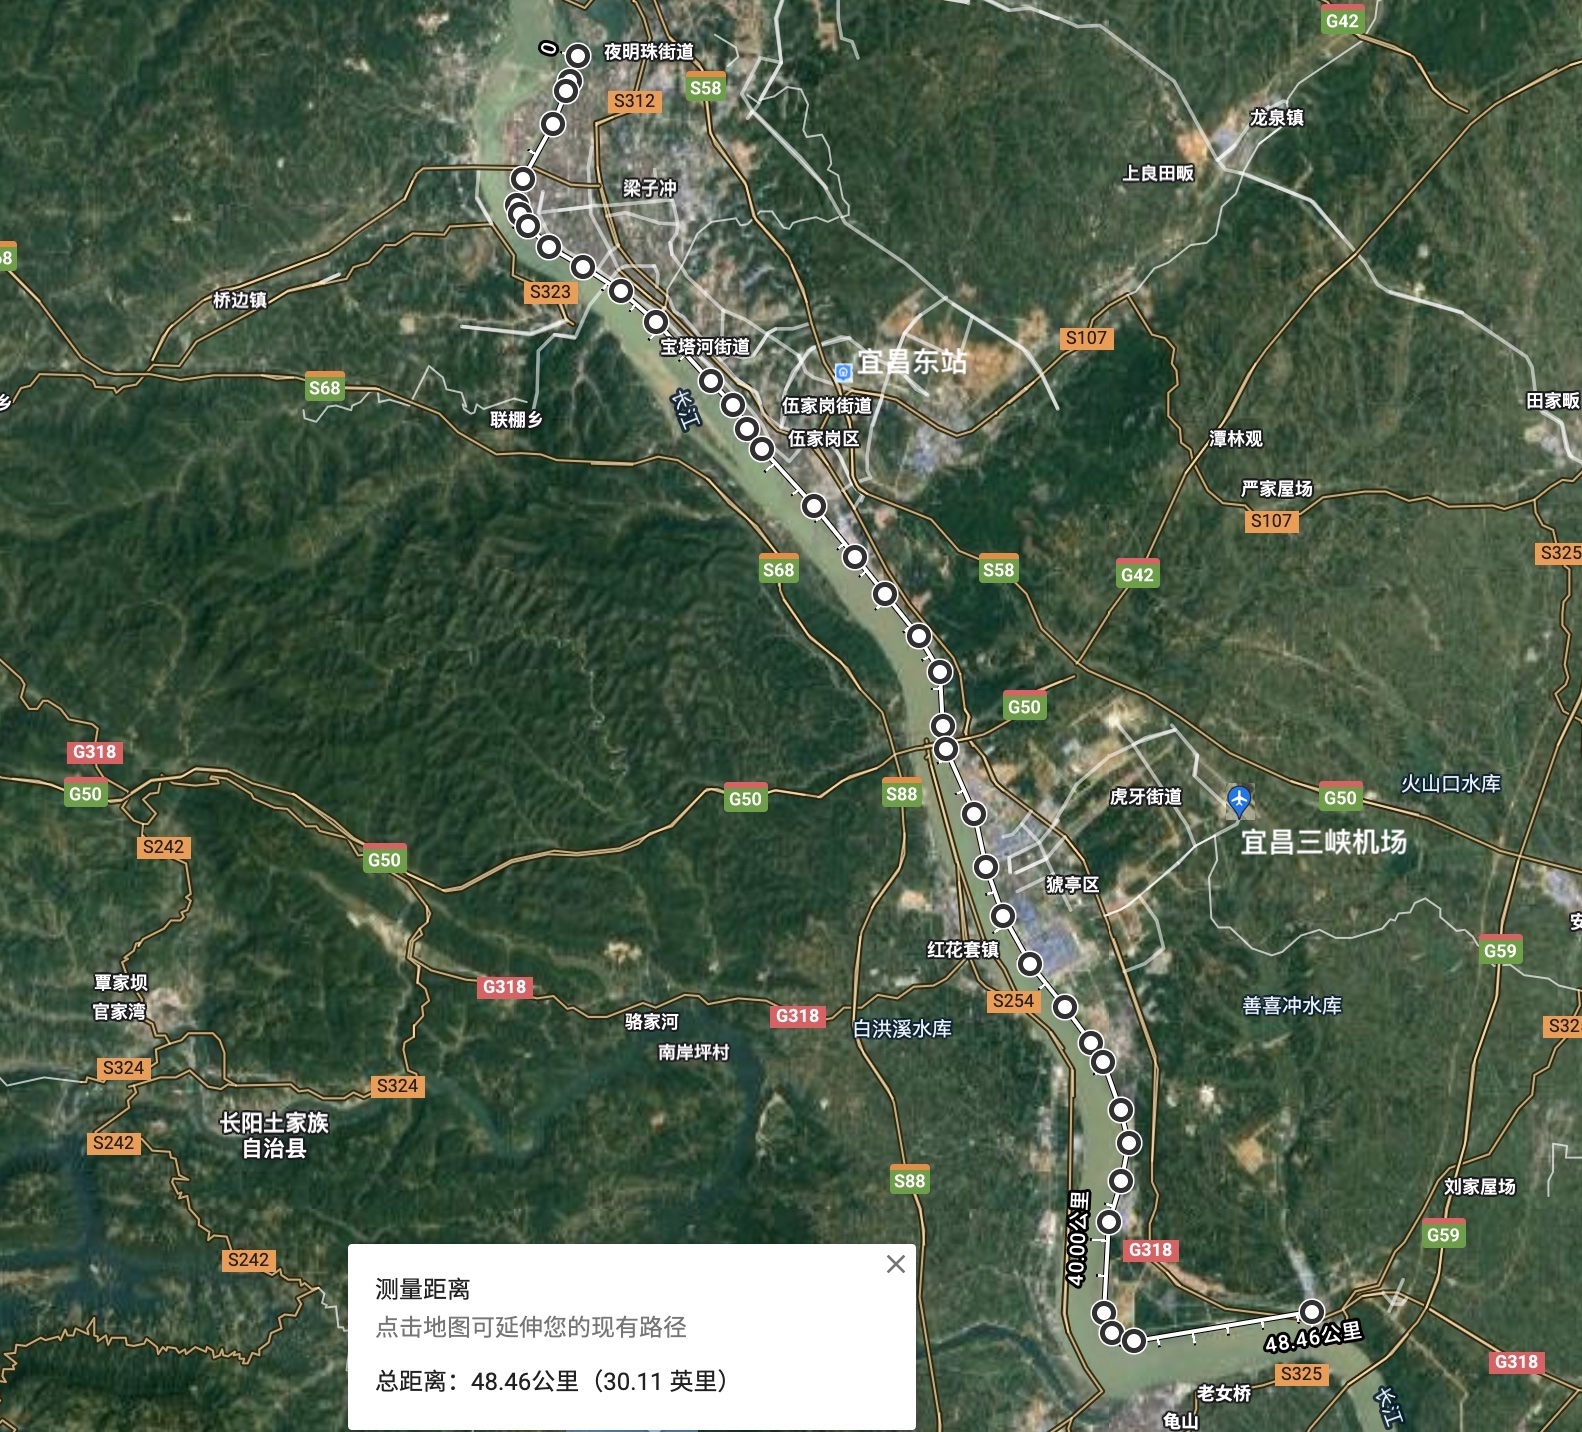 G42
0
夜明珠街道
S58
S312
龙泉镇
上良田畈
梁子冲
桥边镇
S323
S107
宝塔河街道
宜昌东站
S68
长江
联棚乡
伍家岗街道
伍家岗区
田家畈
潭林观
严家屋场
S107
S325
S68
S58
G42
G50
G318
G50
G50
S88
虎牙街道
G50
火山口水库
宜昌三峡机场
S242
G50
猇亭区
红花套镇
G59
覃家坝
官家湾
G318
S254
骆家河
G318
白洪溪水库
善喜冲水库
南岸坪村
S324
S324
长阳土家族
自治县
S242
S88
刘家屋场
40.00公里
G318
G59
S242
48.46公里
G318
S325
老女桥
长江
龟山
测量距离
点击地图可延伸您的现有路径
总距离：48.46公里（30.11 英里）